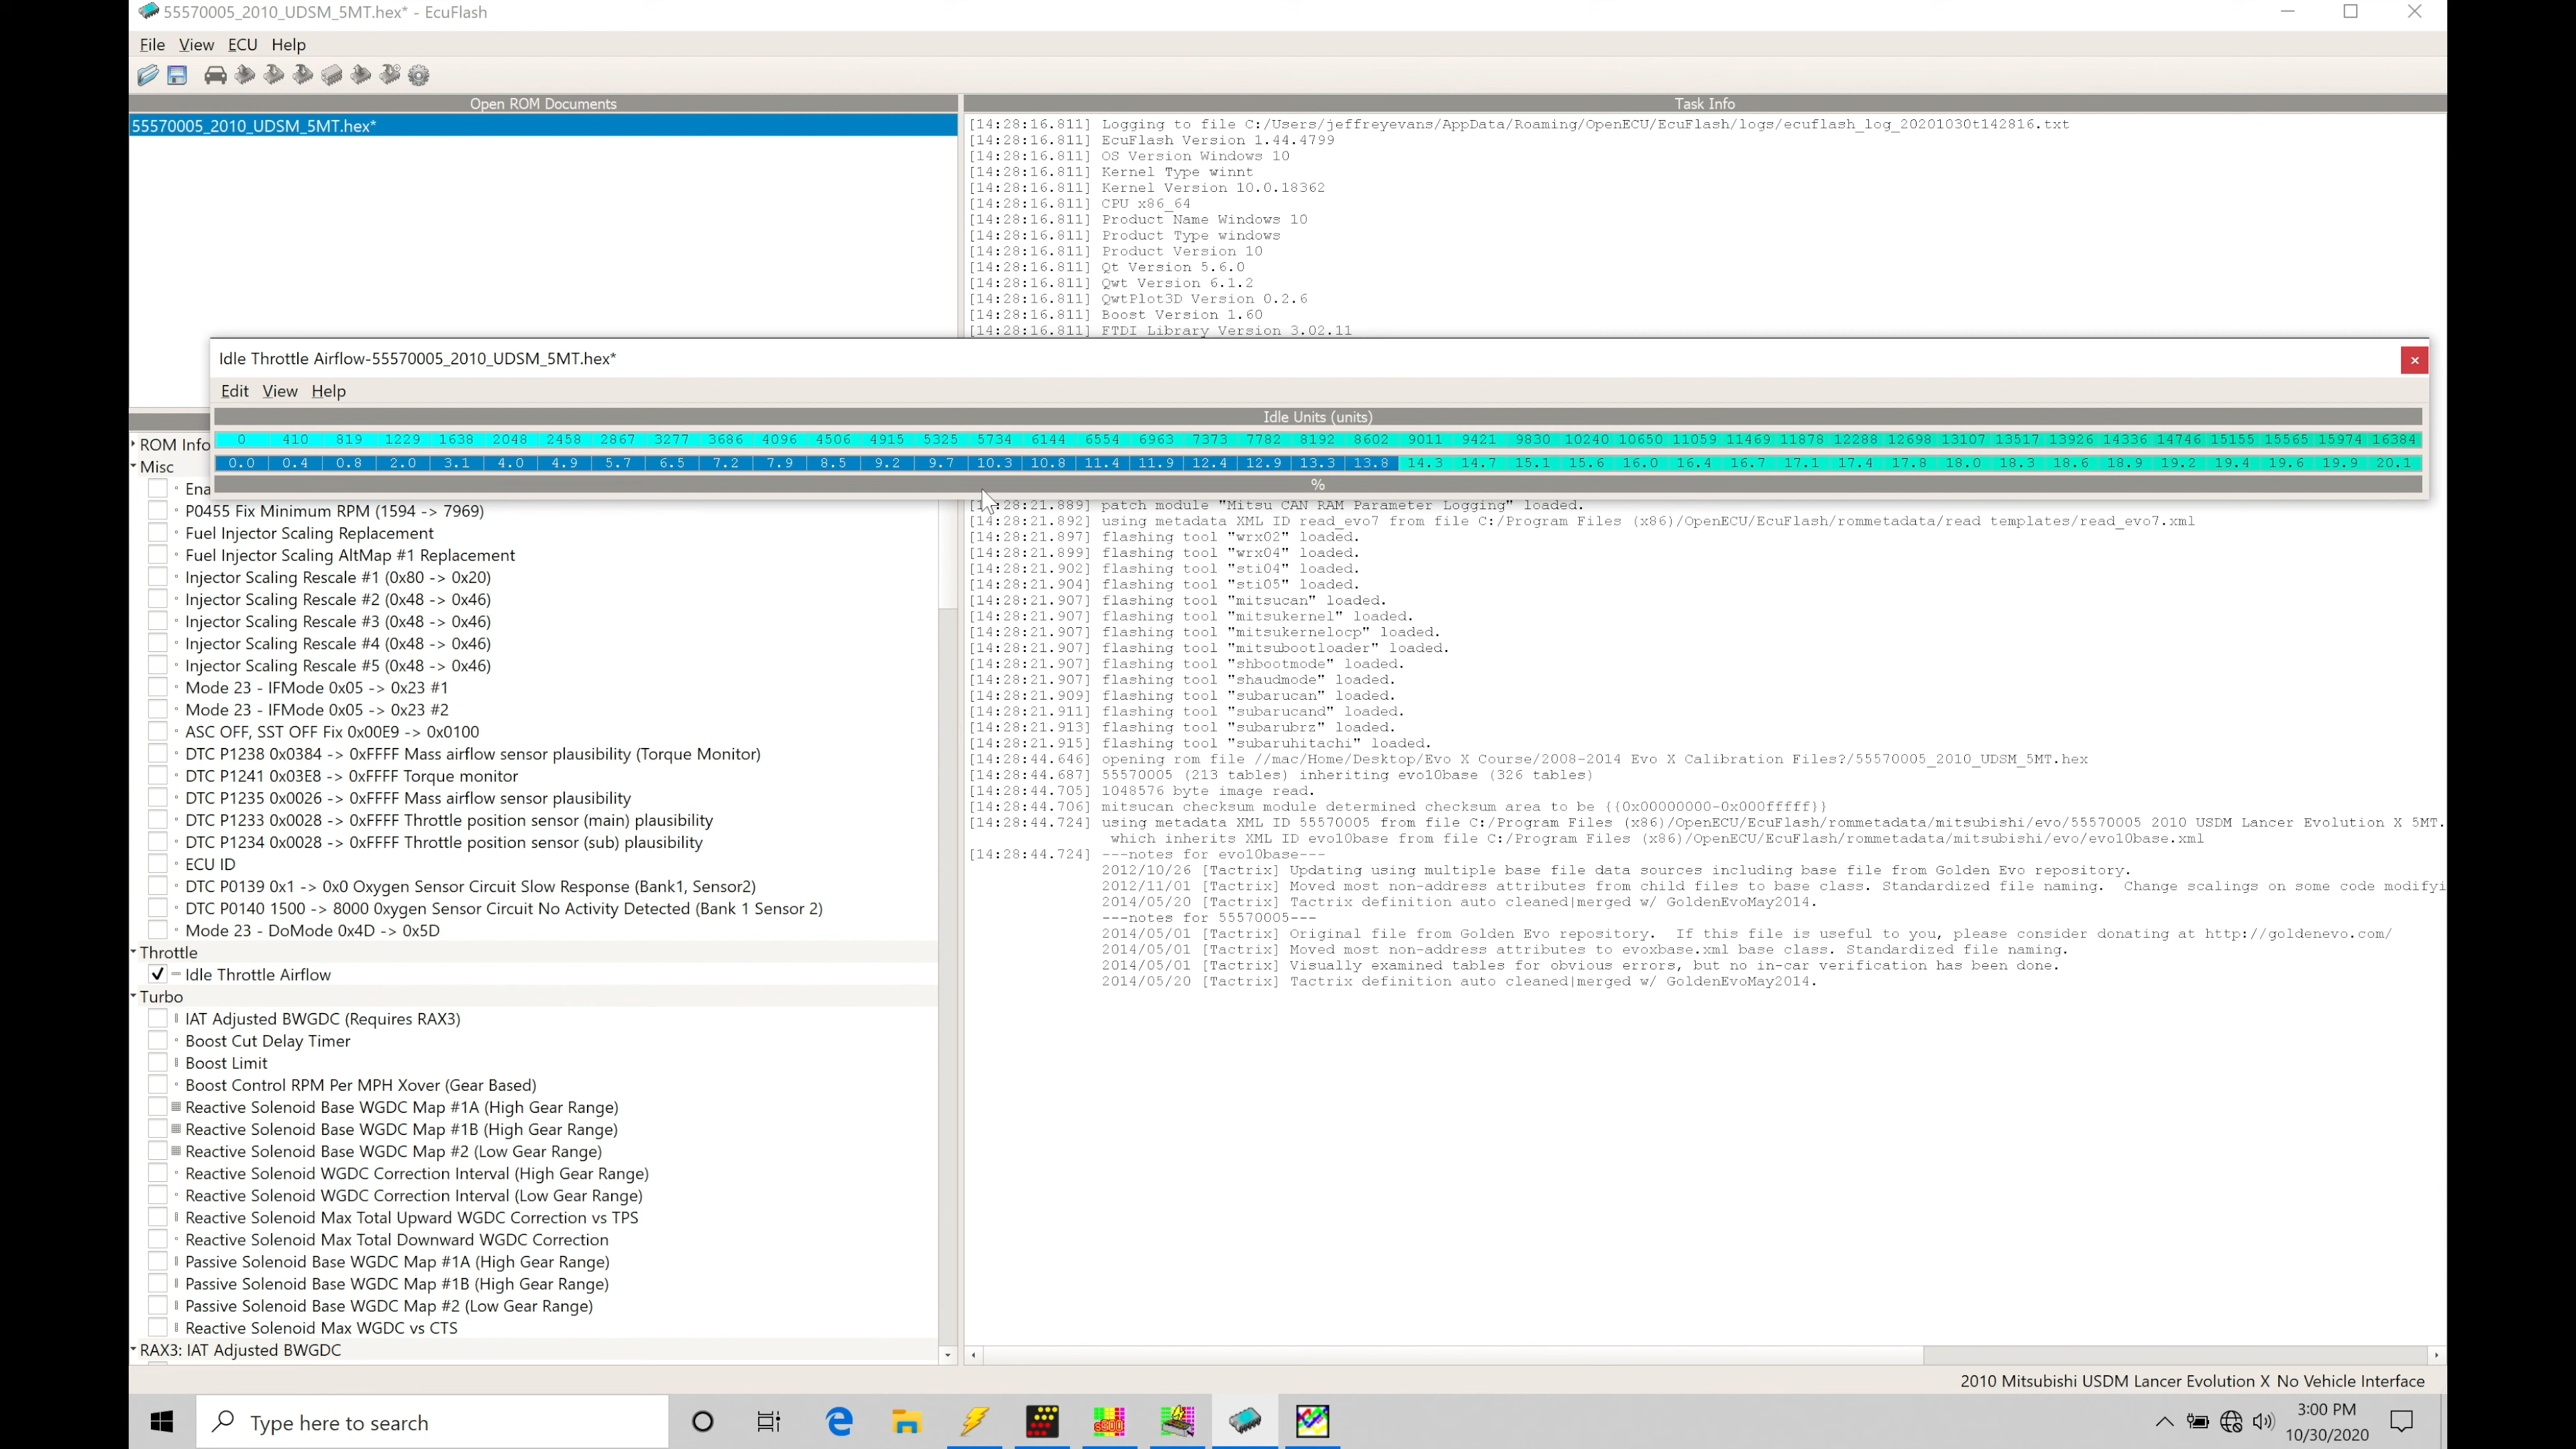 55570005_2010_UDSM_5MT.hex* - EcuFlash
File View ECU Help
Open ROM Documents
55570005_2010_UDSM_5MT.hex*
Task Info
[14:28:16.811] Logging to file C:/Users/jeffreyevans/AppData/Roaming/OpenECU/EcuFlash/logs/ecuflash_log_20201030t142816.txt
[14:28:16.811] EcuFlash Version 1.44.4799
[14:28:16.811] OS Version Windows 10
[14:28:16.811] Kernel Type winnt
[14:28:16.811] Kernel Version 10.0.18362
[14:28:16.811] CPU x86_64
[14:28:16.811] Product Name Windows 10
[14:28:16.811] Product Type windows
[14:28:16.811] Product Version 10
[14:28:16.811] Qt Version 5.6.0
[14:28:16.811] Qwt Version 6.1.2
[14:28:16.811] QwtPlot3D Version 0.2.6
[14:28:16.811] Boost Version 1.60
[14:28:16.811] FTDI Library Version 3.02.11
Idle Throttle Airflow-55570005_2010_UDSM_5MT.hex*
Edit View Help
Idle Units (units)
0 410 819 1229 1638 2048 2458 2867 3277 3686 4096 4506 4915 5325 5734 6144 6554 6963 7373 7782 8192 8602 9011 9421 9830 10240 10650 11059 11469 11878 12288 12698 13107 13517 13926 14336 14746 15155 15565 15974 16384
0.0 0.4 0.8 2.0 3.1 4.0 4.9 5.7 6.5 7.2 7.9 8.5 9.2 9.7 10.3 10.8 11.4 11.9 12.4 12.9 13.3 13.8 14.3 14.7 15.1 15.6 16.0 16.4 16.7 17.1 17.4 17.8 18.0 18.3 18.6 18.9 19.2 19.4 19.6 19.9 20.1
%
ROM Info
Misc
Ena
P0455 Fix Minimum RPM (1594 -> 7969)
Fuel Injector Scaling Replacement
Fuel Injector Scaling AltMap #1 Replacement
Injector Scaling Rescale #1 (0x80 -> 0x20)
Injector Scaling Rescale #2 (0x48 -> 0x46)
Injector Scaling Rescale #3 (0x48 -> 0x46)
Injector Scaling Rescale #4 (0x48 -> 0x46)
Injector Scaling Rescale #5 (0x48 -> 0x46)
Mode 23 - IFMode 0x05 -> 0x23 #1
Mode 23 - IFMode 0x05 -> 0x23 #2
ASC OFF, SST OFF Fix 0x00E9 -> 0x0100
DTC P1238 0x0384 -> 0xFFFF Mass airflow sensor plausibility (Torque Monitor)
DTC P1241 0x03E8 -> 0xFFFF Torque monitor
DTC P1235 0x0026 -> 0xFFFF Mass airflow sensor plausibility
DTC P1233 0x0028 -> 0xFFFF Throttle position sensor (main) plausibility
DTC P1234 0x0028 -> 0xFFFF Throttle position sensor (sub) plausibility
ECU ID
DTC P0139 0x1 -> 0x0 Oxygen Sensor Circuit Slow Response (Bank1, Sensor2)
DTC P0140 1500 -> 8000 0xygen Sensor Circuit No Activity Detected (Bank 1 Sensor 2)
Mode 23 - DoMode 0x4D -> 0x5D
Throttle
Idle Throttle Airflow
Turbo
IAT Adjusted BWGDC (Requires RAX3)
Boost Cut Delay Timer
Boost Limit
Boost Control RPM Per MPH Xover (Gear Based)
Reactive Solenoid Base WGDC Map #1A (High Gear Range)
Reactive Solenoid Base WGDC Map #1B (High Gear Range)
Reactive Solenoid Base WGDC Map #2 (Low Gear Range)
Reactive Solenoid WGDC Correction Interval (High Gear Range)
Reactive Solenoid WGDC Correction Interval (Low Gear Range)
Reactive Solenoid Max Total Upward WGDC Correction vs TPS
Reactive Solenoid Max Total Downward WGDC Correction
Passive Solenoid Base WGDC Map #1A (High Gear Range)
Passive Solenoid Base WGDC Map #1B (High Gear Range)
Passive Solenoid Base WGDC Map #2 (Low Gear Range)
Reactive Solenoid Max WGDC vs CTS
RAX3: IAT Adjusted BWGDC
[14:28:21.889] patch module "Mitsu CAN RAM Parameter Logging" loaded.
[14:28:21.892] using metadata XML ID read_evo7 from file C:/Program Files (x86)/OpenECU/EcuFlash/rommetadata/read templates/read_evo7.xml
[14:28:21.897] flashing tool "wrx02" loaded.
[14:28:21.899] flashing tool "wrx04" loaded.
[14:28:21.902] flashing tool "sti04" loaded.
[14:28:21.904] flashing tool "sti05" loaded.
[14:28:21.907] flashing tool "mitsucan" loaded.
[14:28:21.907] flashing tool "mitsukernel" loaded.
[14:28:21.907] flashing tool "mitsukernelocp" loaded.
[14:28:21.907] flashing tool "mitsubootloader" loaded.
[14:28:21.907] flashing tool "shbootmode" loaded.
[14:28:21.907] flashing tool "shaudmode" loaded.
[14:28:21.909] flashing tool "subarucan" loaded.
[14:28:21.911] flashing tool "subarucand" loaded.
[14:28:21.913] flashing tool "subarubrz" loaded.
[14:28:21.915] flashing tool "subaruhitachi" loaded.
[14:28:44.646] opening rom file //mac/Home/Desktop/Evo X Course/2008-2014 Evo X Calibration Files?/55570005_2010_UDSM_5MT.hex
[14:28:44.687] 55570005 (213 tables) inheriting evo10base (326 tables)
[14:28:44.705] 1048576 byte image read.
[14:28:44.706] mitsucan checksum module determined checksum area to be {{0x00000000-0x000fffff}}
[14:28:44.724] using metadata XML ID 55570005 from file C:/Program Files (x86)/OpenECU/EcuFlash/rommetadata/mitsubishi/evo/55570005 2010 USDM Lancer Evolution X 5MT.
which inherits XML ID evo10base from file C:/Program Files (x86)/OpenECU/EcuFlash/rommetadata/mitsubishi/evo/evo10base.xml
[14:28:44.724] ---notes for evo10base---
2012/10/26 [Tactrix] Updating using multiple base file data sources including base file from Golden Evo repository.
2012/11/01 [Tactrix] Moved most non-address attributes from child files to base class. Standardized file naming. Change scalings on some code modifyi
2014/05/20 [Tactrix] Tactrix definition auto cleaned|merged w/ GoldenEvoMay2014.
---notes for 55570005---
2014/05/01 [Tactrix] Original file from Golden Evo repository. If this file is useful to you, please consider donating at http://goldenevo.com/
2014/05/01 [Tactrix] Moved most non-address attributes to evoxbase.xml base class. Standardized file naming.
2014/05/01 [Tactrix] Visually examined tables for obvious errors, but no in-car verification has been done.
2014/05/20 [Tactrix] Tactrix definition auto cleaned|merged w/ GoldenEvoMay2014.
2010 Mitsubishi USDM Lancer Evolution X No Vehicle Interface
Type here to search
3:00 PM
10/30/2020